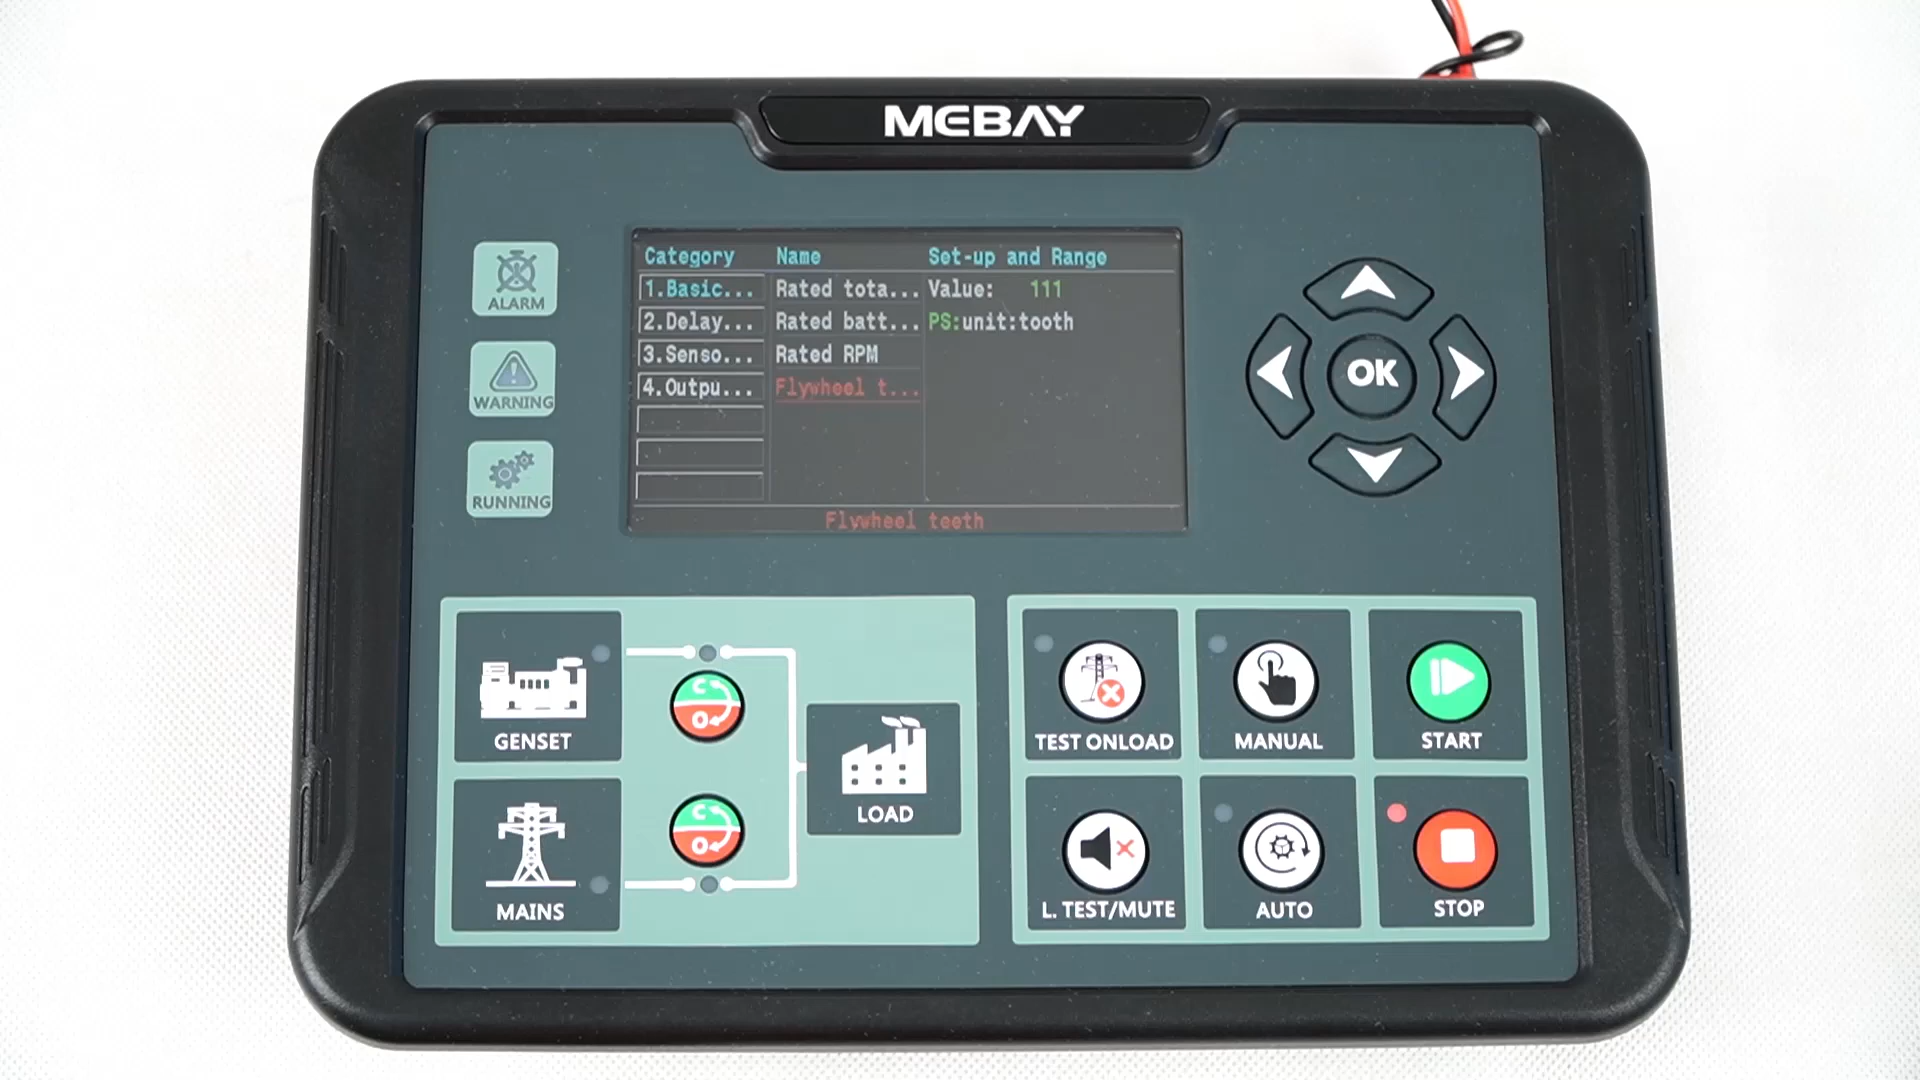 MEBAY
ALARM
WARNING
RUNNING
Category Name Set-up and Range
1.Basic... Rated tota... Value: 111
2.Delay... Rated batt... PS:unit:tooth
3.Senso... Rated RPM
4.Outpu... Flywheel t...
Flywheel teeth
OK
GENSET
MAINS
C
O
C
O
LOAD
TEST ONLOAD
MANUAL
START
L. TEST/MUTE
AUTO
STOP